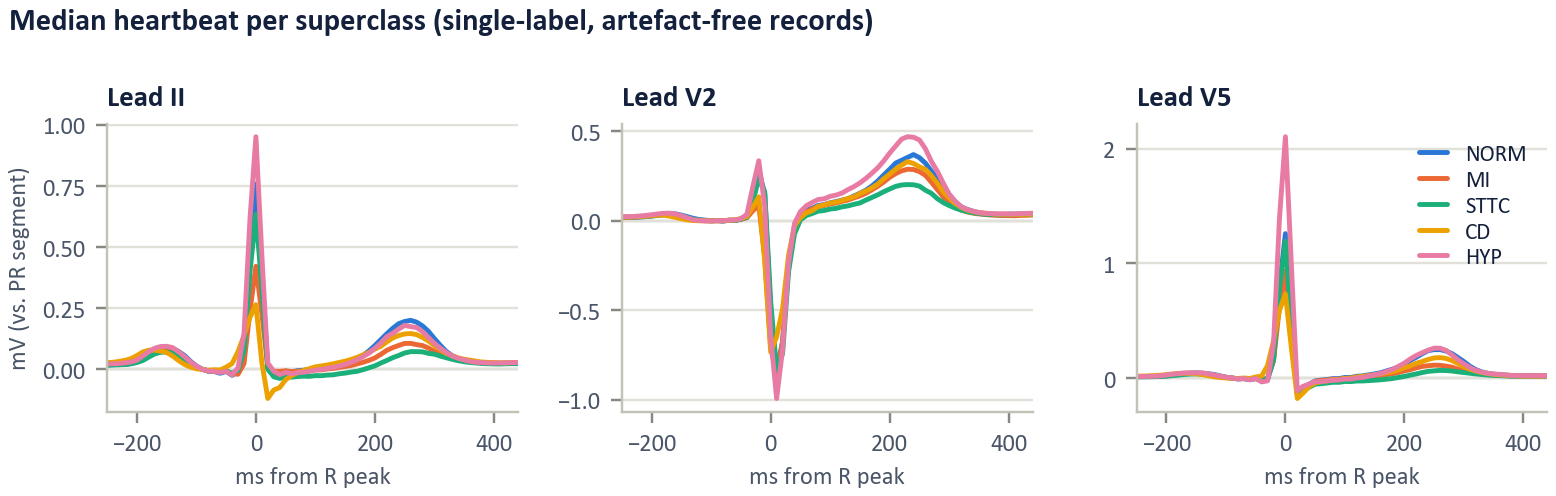 Median heartbeat per superclass (single-label, artefact-free records)
Lead II
Lead V2
Lead V5
mV (vs. PR segment)
1.00
0.75
0.50
0.25
0.00
−200
0
200
400
ms from R peak
0.5
0.0
−0.5
−1.0
−200
0
200
400
ms from R peak
2
1
0
−200
0
200
400
ms from R peak
NORM
MI
STTC
CD
HYP